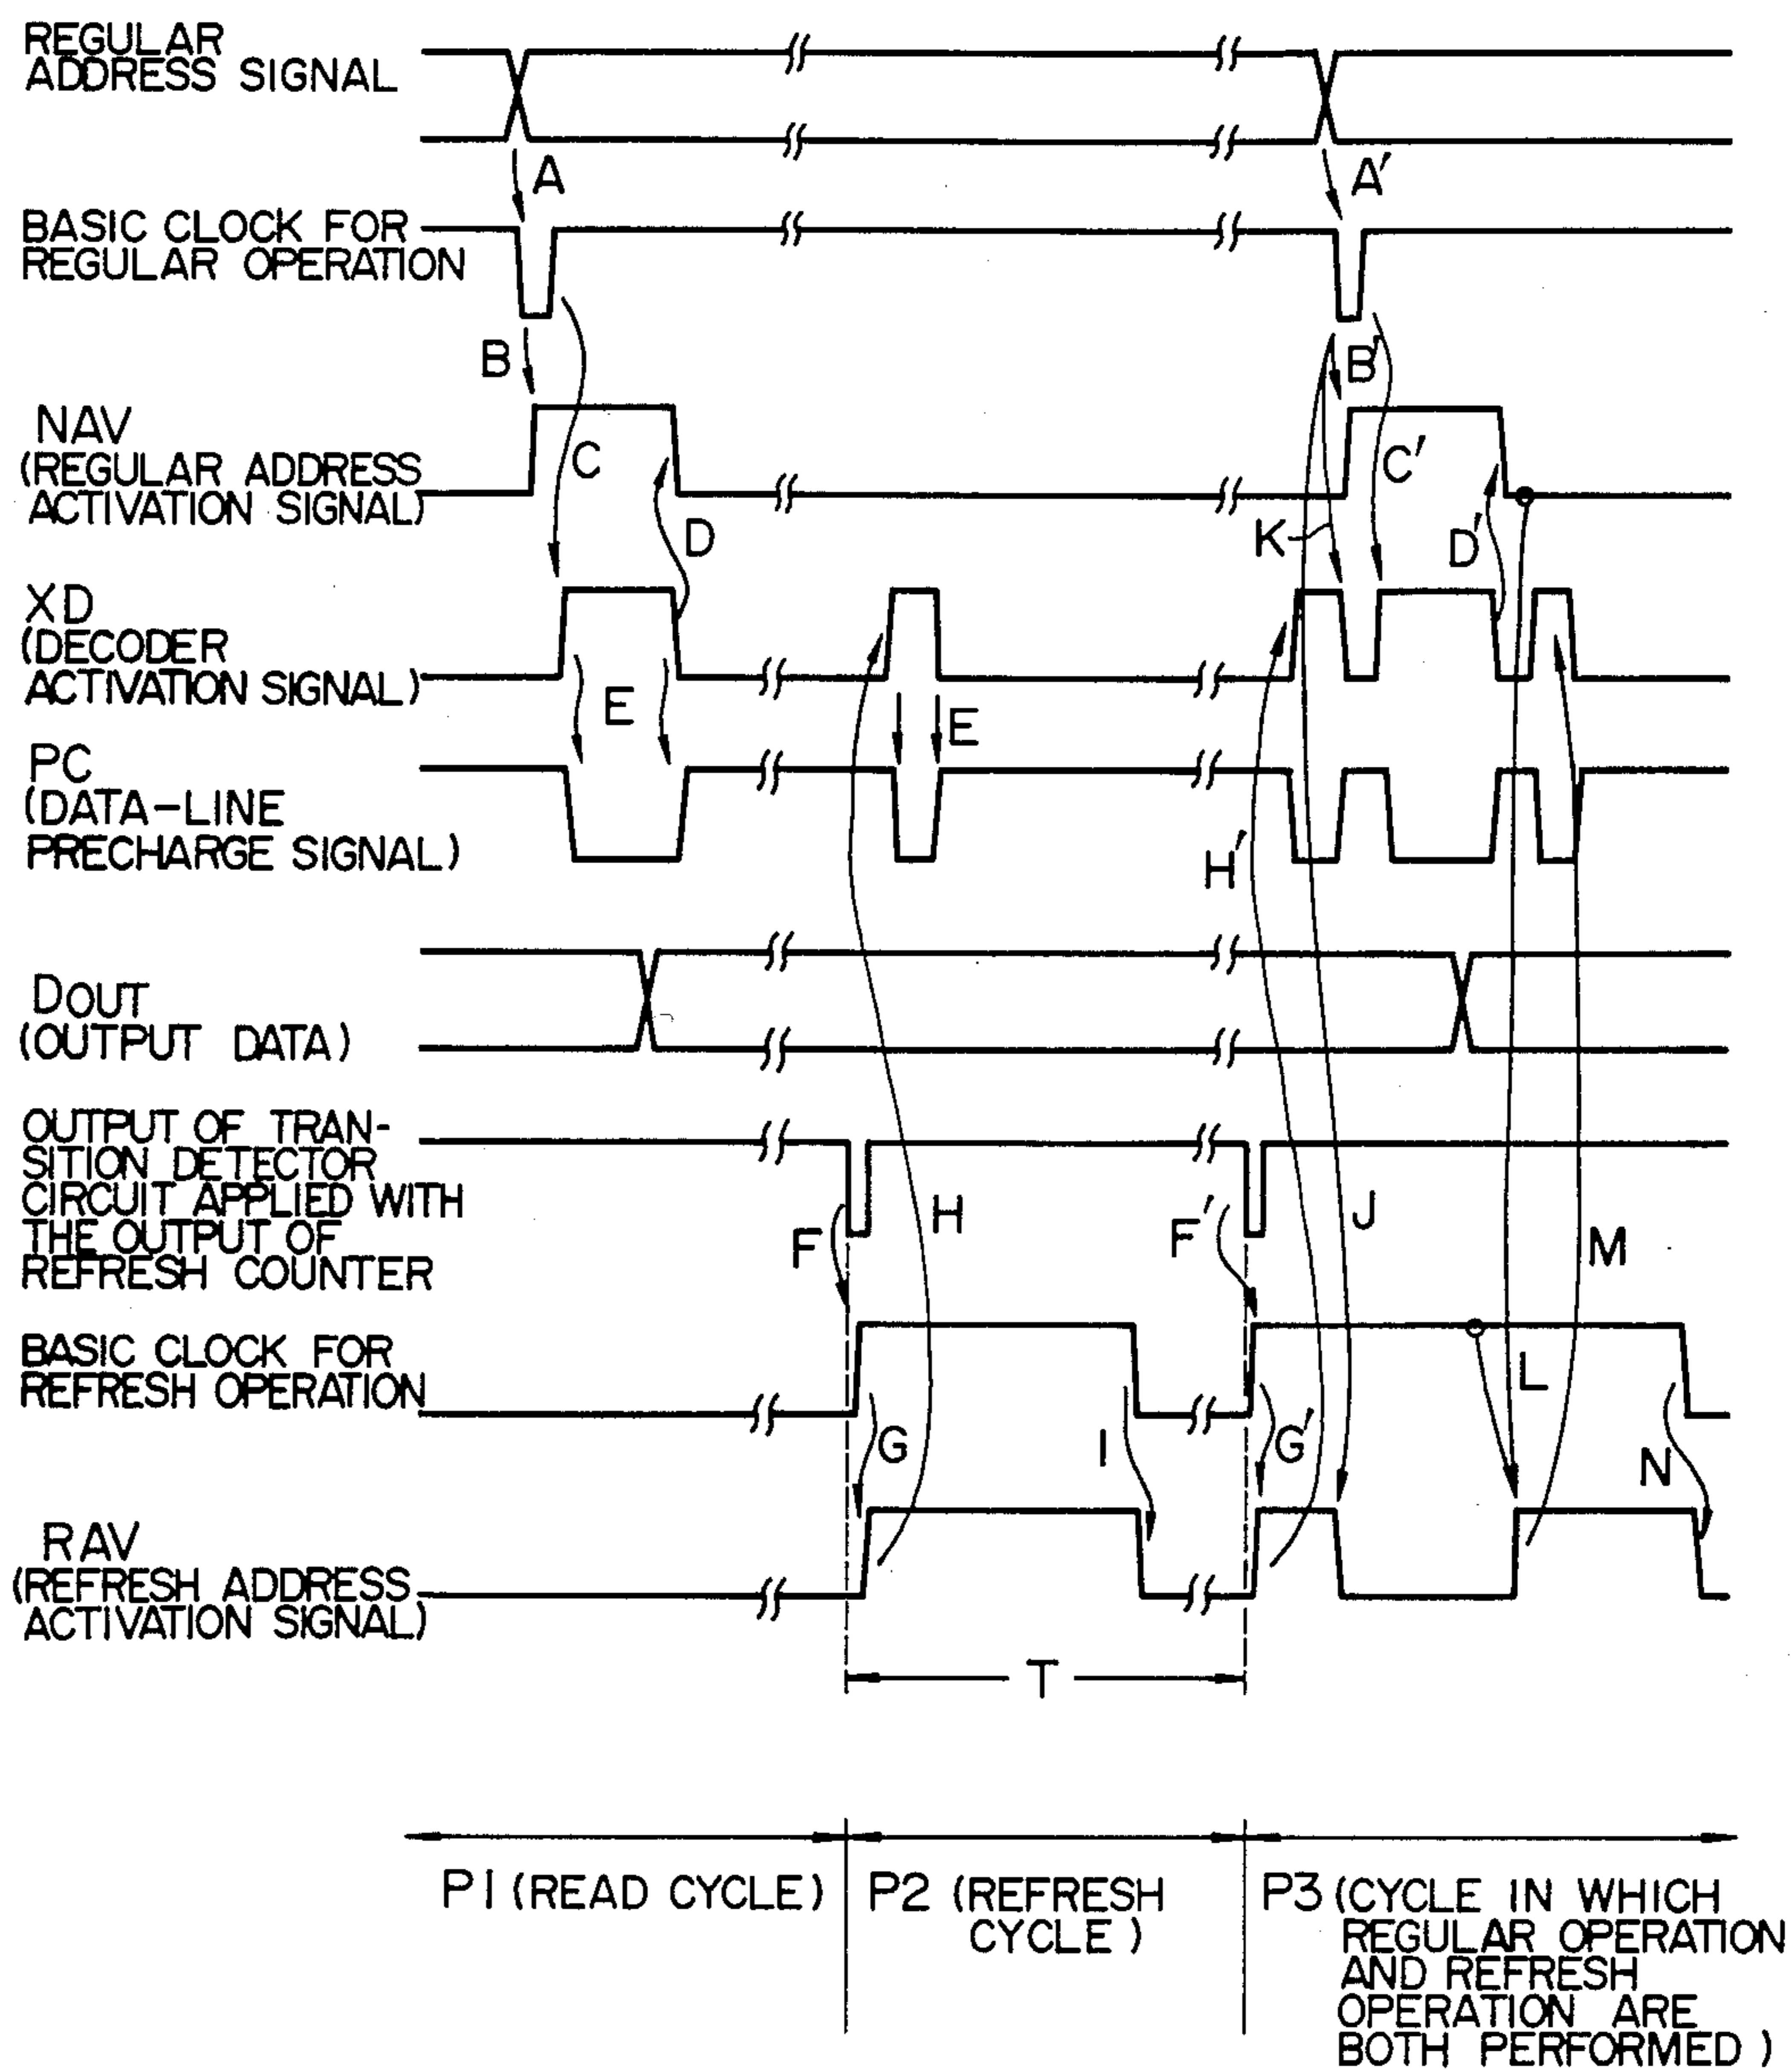 REGULAR
ADDRESS SIGNAL
A
A'
BASIC CLOCK FOR
REGULAR OPERATION
B
B'
NAV
(REGULAR ADDRESS
ACTIVATION SIGNAL)
C
D
K
C'
D'
XD
(DECODER
ACTIVATION SIGNAL)
E
E
PC
(DATA-LINE
PRECHARGE SIGNAL)
H'
DOUT
(OUTPUT DATA)
OUTPUT OF TRAN-
SITION DETECTOR
CIRCUIT APPLIED WITH
THE OUTPUT OF
REFRESH COUNTER
F
H
F'
J
M
BASIC CLOCK FOR
REFRESH OPERATION
G
I
G'
L
N
RAV
(REFRESH ADDRESS
ACTIVATION SIGNAL)
T
P1 (READ CYCLE)
P2 (REFRESH
CYCLE)
P3 (CYCLE IN WHICH
REGULAR OPERATION
AND REFRESH
OPERATION ARE
BOTH PERFORMED)